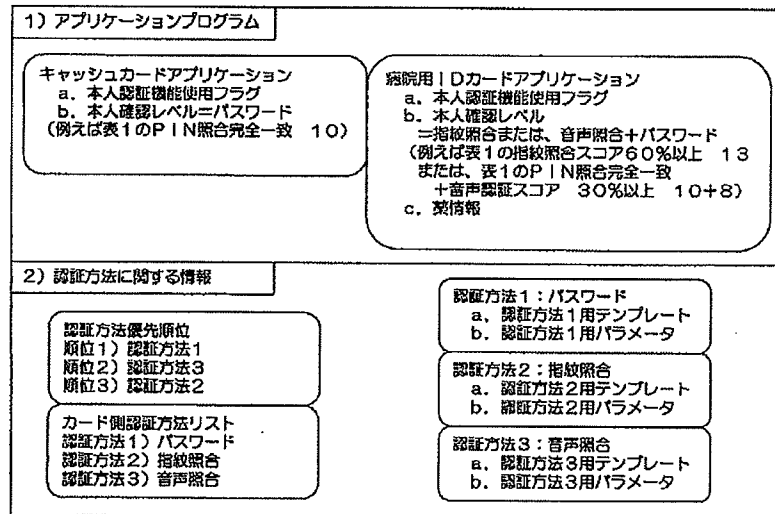 1）アプリケーションプログラム
キャッシュカードアプリケーション
a．本人認証機能使用フラグ
b．本人確認レベル＝パスワード
（例えば表1のPIN照合完全一致 10）
病院用IDカードアプリケーション
a．本人認証機能使用フラグ
b．本人確認レベル
＝指紋照合または、音声照合＋パスワード
（例えば表1の指紋照合スコア60％以上 13
または、表1のPIN照合完全一致
＋音声認証スコア 30％以上 10＋8）
c．薬情報
2）認証方法に関する情報
認証方法優先順位
順位1）認証方法1
順位2）認証方法3
順位3）認証方法2
カード側認証方法リスト
認証方法1）パスワード
認証方法2）指紋照合
認証方法3）音声照合
認証方法1：パスワード
a．認証方法1用テンプレート
b．認証方法1用パラメータ
認証方法2：指紋照合
a．認証方法2用テンプレート
b．認証方法2用パラメータ
認証方法3：音声照合
a．認証方法3用テンプレート
b．認証方法3用パラメータ